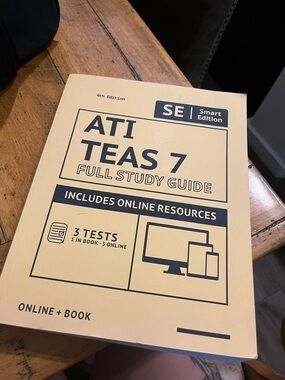 4th Edition
SE | Smart Edition
ATI
TEAS 7
FULL STUDY GUIDE
INCLUDES ONLINE RESOURCES
3 TESTS
1 IN BOOK · 3 ONLINE
ONLINE + BOOK